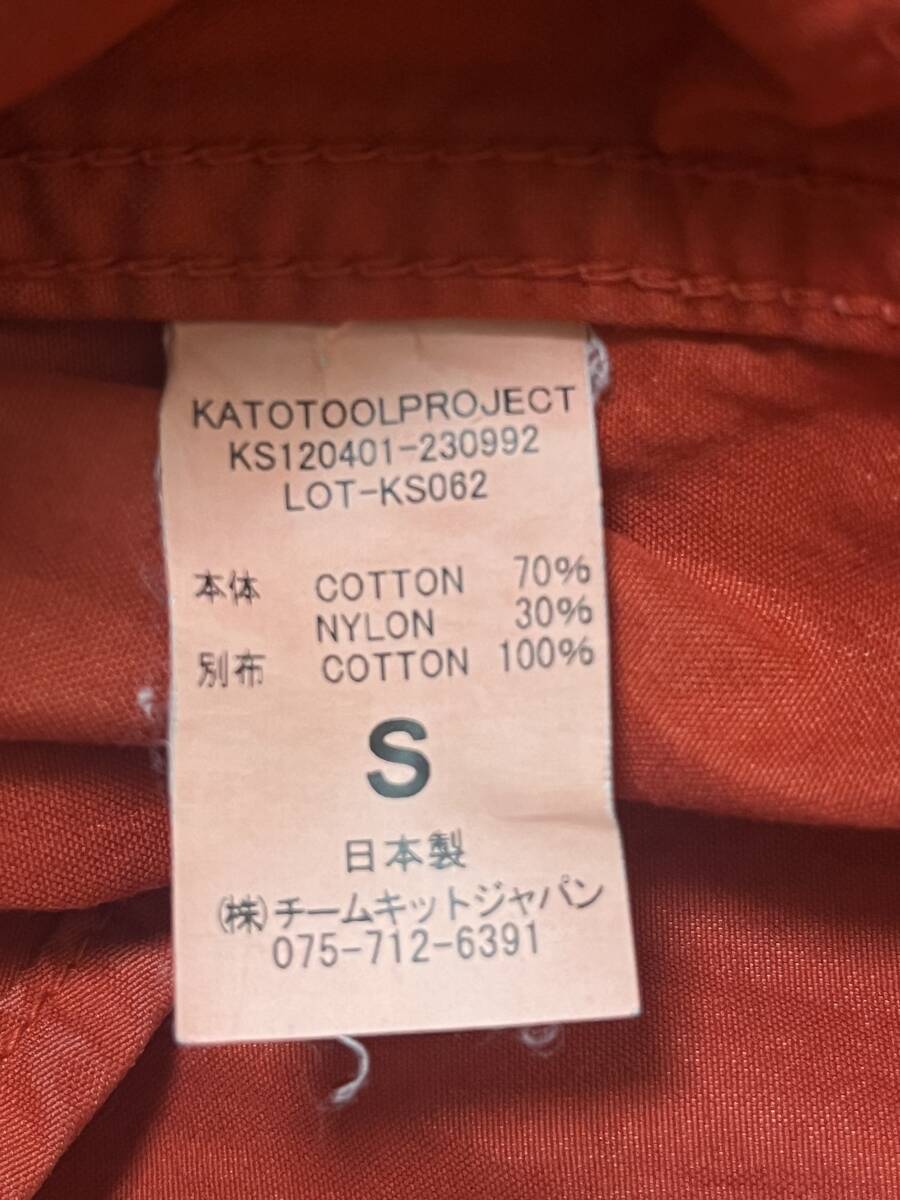 KATOTOOLPROJECT
KS120401-230992
LOT-KS062
本体 COTTON 70%
NYLON 30%
別布 COTTON 100%
S
日本製
(株)チームキットジャパン
075-712-6391